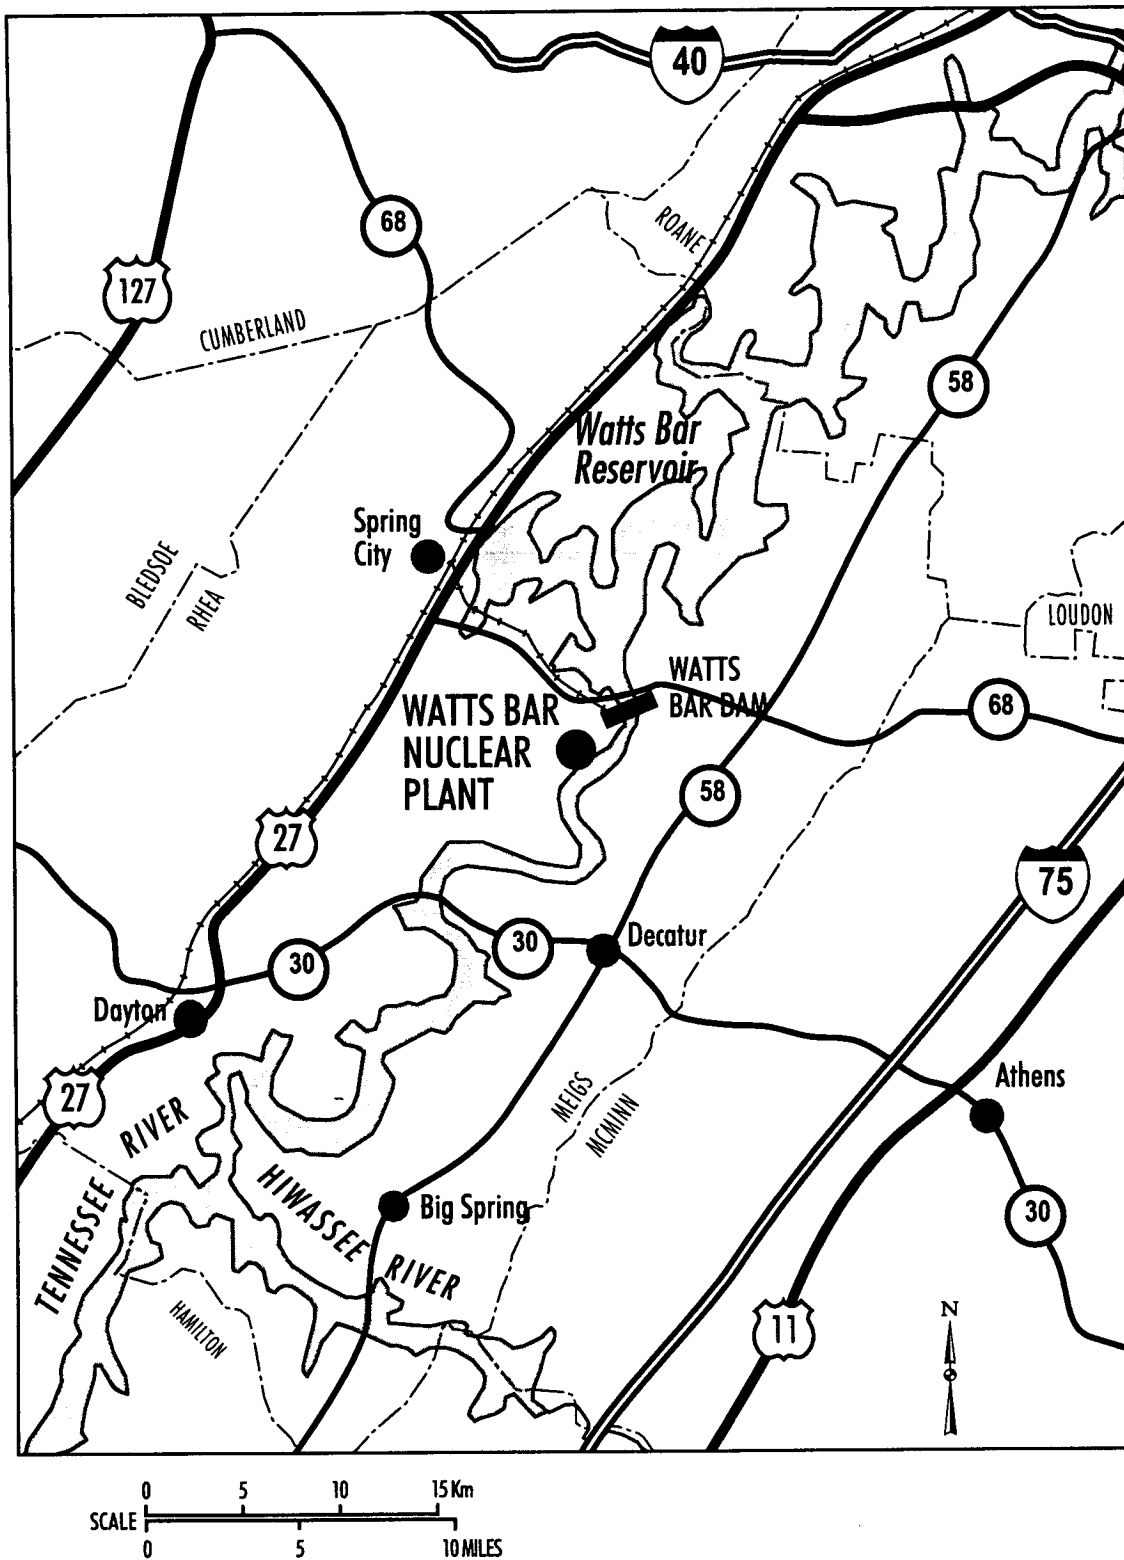 40
68
ROANE
127
CUMBERLAND
58
Watts Bar
Reservoir
Spring
City
BLEDSOE
RHEA
LOUDON
WATTS
BAR DAM
68
WATTS BAR
NUCLEAR
PLANT
58
27
75
30
30
Decatur
Dayton
27
Athens
MEIGS
MCMINN
TENNESSEE RIVER
HIWASSEE RIVER
Big Spring
30
HAMILTON
11
N
0 5 10 15 Km
SCALE
0 5 10 MILES